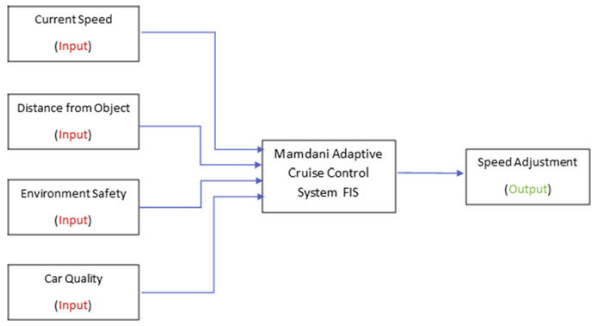 Current Speed
(Input)
Distance from Object
(Input)
Environment Safety
(Input)
Car Quality
(Input)
Mamdani Adaptive
Cruise Control
System FIS
Speed Adjustment
(Output)